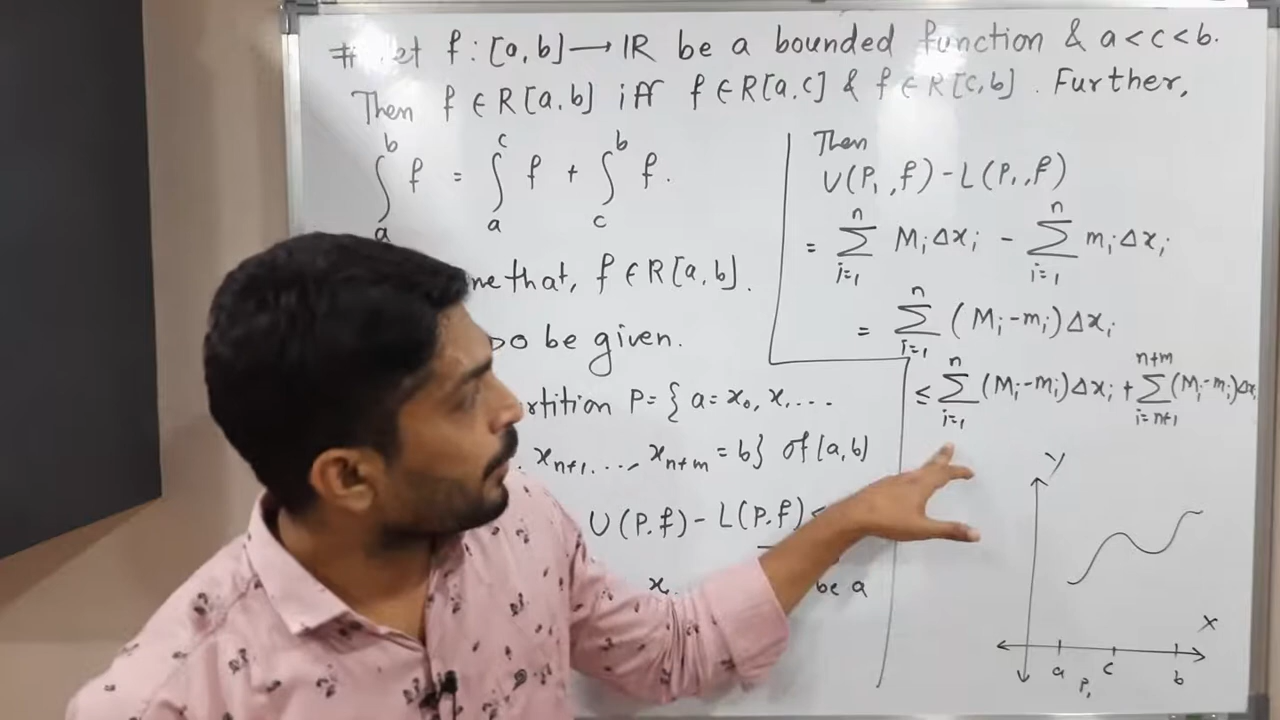 # let f : [a, b] → IR be a bounded function & a < c < b.
Then f ∈ R[a, b] iff f ∈ R[a, c] & f ∈ R[c, b]. Further,
∫_a^b f = ∫_a^c f + ∫_c^b f.
that, f ∈ R[a, b].
be given.
P = { a = x₀, x₁ ...
x_{n+1}, ..., x_{n+m} = b} of [a, b]
U(P, f) - L(P, f) <
be a
Then
U(P₁, f) - L(P₁, f)
= Σ_{i=1}^n M_i Δx_i - Σ_{i=1}^n m_i Δx_i
= Σ_{i=1}^n (M_i - m_i) Δx_i
≤ Σ_{i=1}^n (M_i - m_i) Δx_i + Σ_{i=n+1}^{n+m} (M_i - m_i) Δx_i
Y
X
a c b
P₁